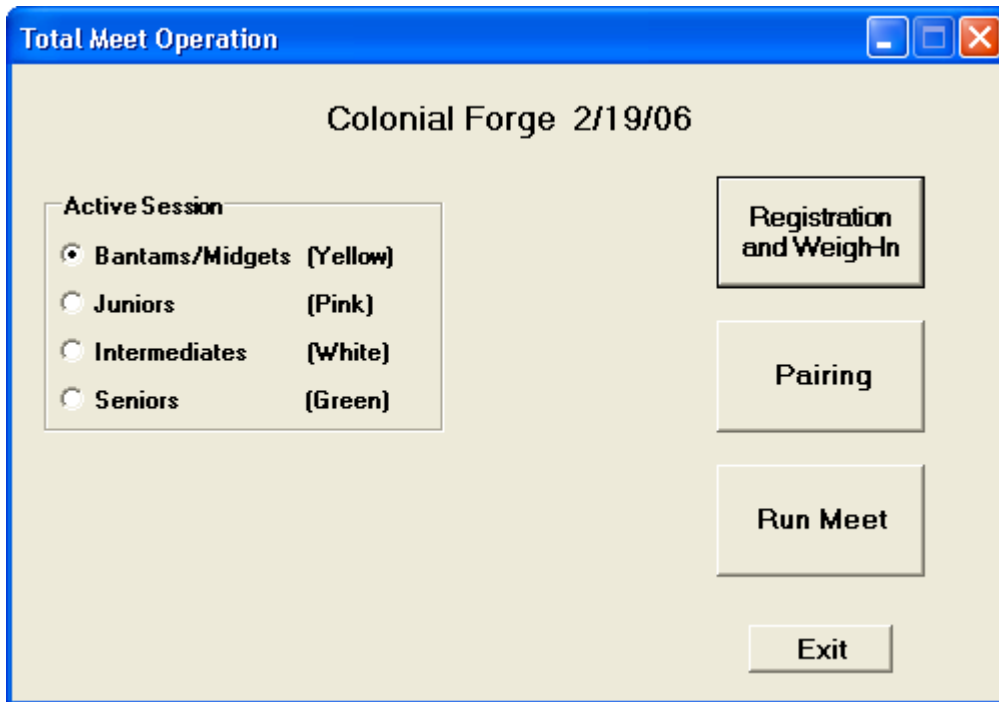 Total Meet Operation
Colonial Forge 2/19/06
Active Session
Bantams/Midgets (Yellow)
Juniors (Pink)
Intermediates (White)
Seniors (Green)
Registration
and Weigh-In
Pairing
Run Meet
Exit